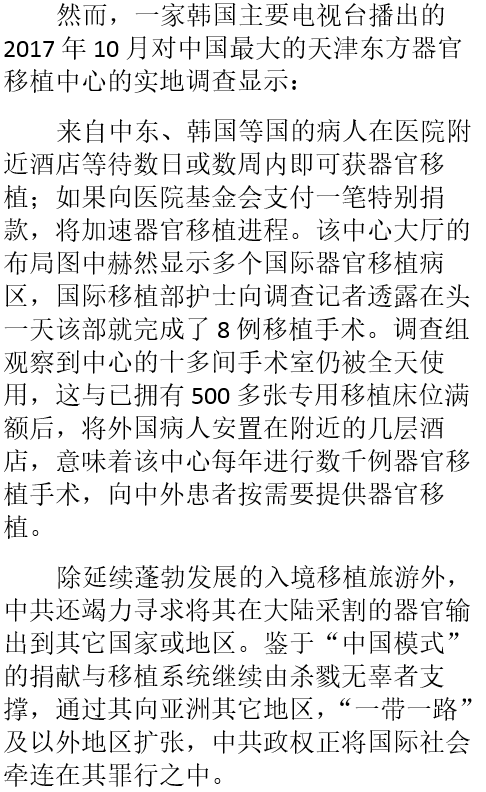 然而，一家韩国主要电视台播出的
2017 年 10 月对中国最大的天津东方器官
移植中心的实地调查显示：
来自中东、韩国等国的病人在医院附
近酒店等待数日或数周内即可获器官移
植；如果向医院基金会支付一笔特别捐
款，将加速器官移植进程。该中心大厅的
布局图中赫然显示多个国际器官移植病
区，国际移植部护士向调查记者透露在头
一天该部就完成了 8 例移植手术。调查组
观察到中心的十多间手术室仍被全天使
用，这与已拥有 500 多张专用移植床位满
额后，将外国病人安置在附近的几层酒
店，意味着该中心每年进行数千例器官移
植手术，向中外患者按需要提供器官移
植。
除延续蓬勃发展的入境移植旅游外，
中共还竭力寻求将其在大陆采割的器官输
出到其它国家或地区。鉴于“中国模式”
的捐献与移植系统继续由杀戮无辜者支
撑，通过其向亚洲其它地区，“一带一路”
及以外地区扩张，中共政权正将国际社会
牵连在其罪行之中。